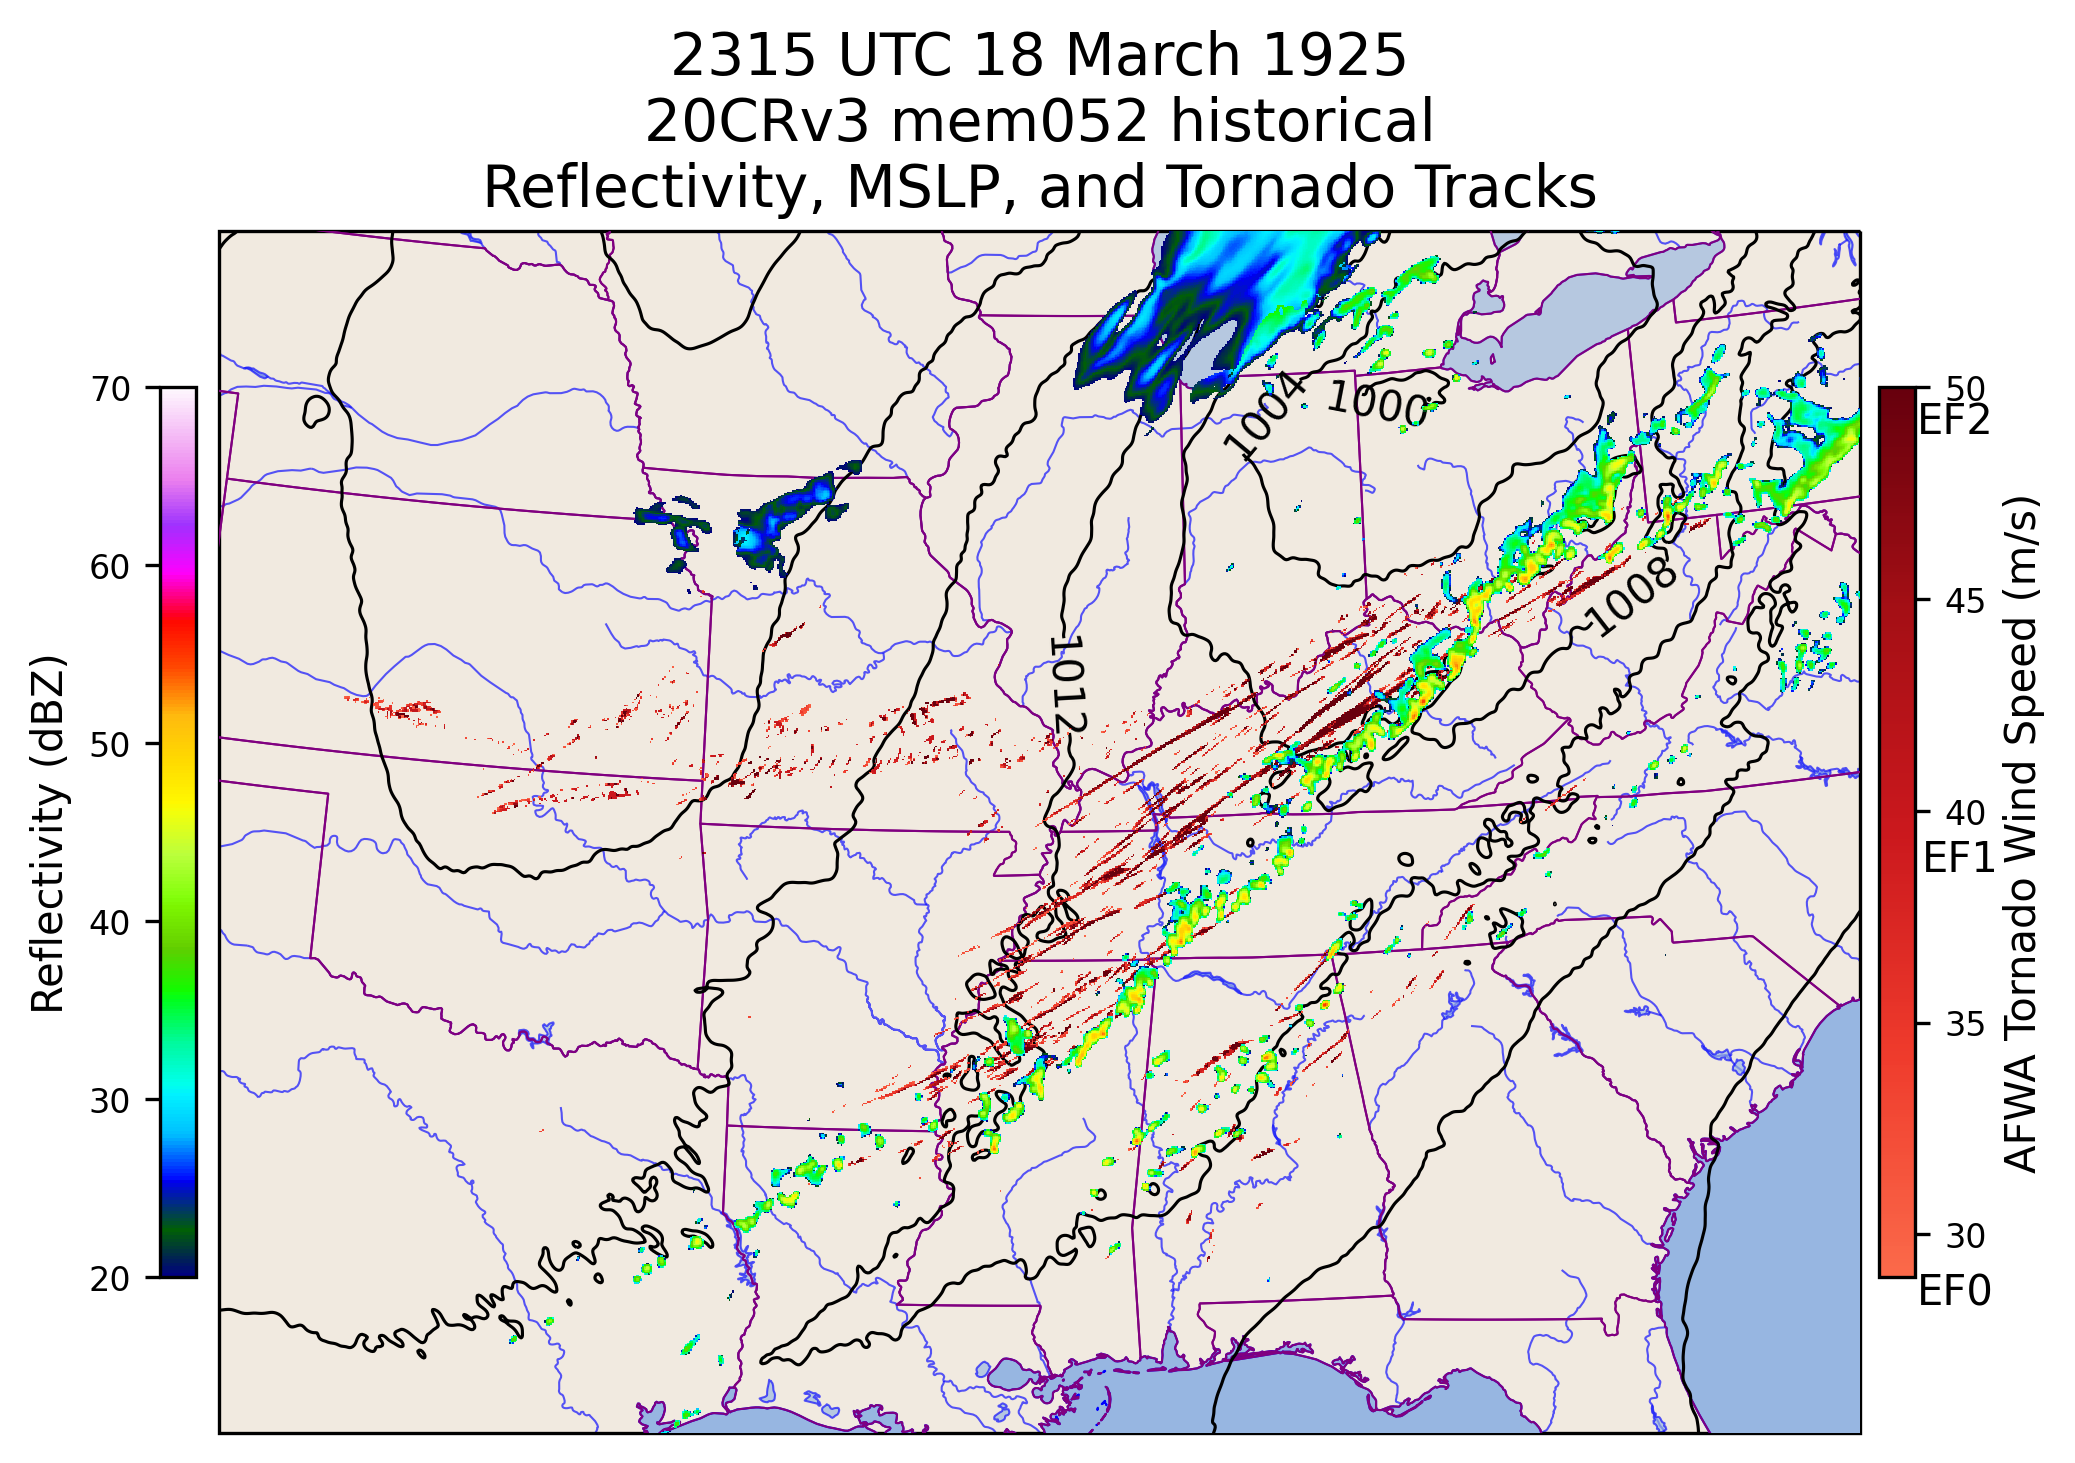 2315 UTC 18 March 1925
20CRv3 mem052 historical
Reflectivity, MSLP, and Tornado Tracks
Reflectivity (dBZ)
70
60
50
40
30
20
1004
1000
1008
1012
50
EF2
45
40
EF1
35
30
EF0
AFWA Tornado Wind Speed (m/s)